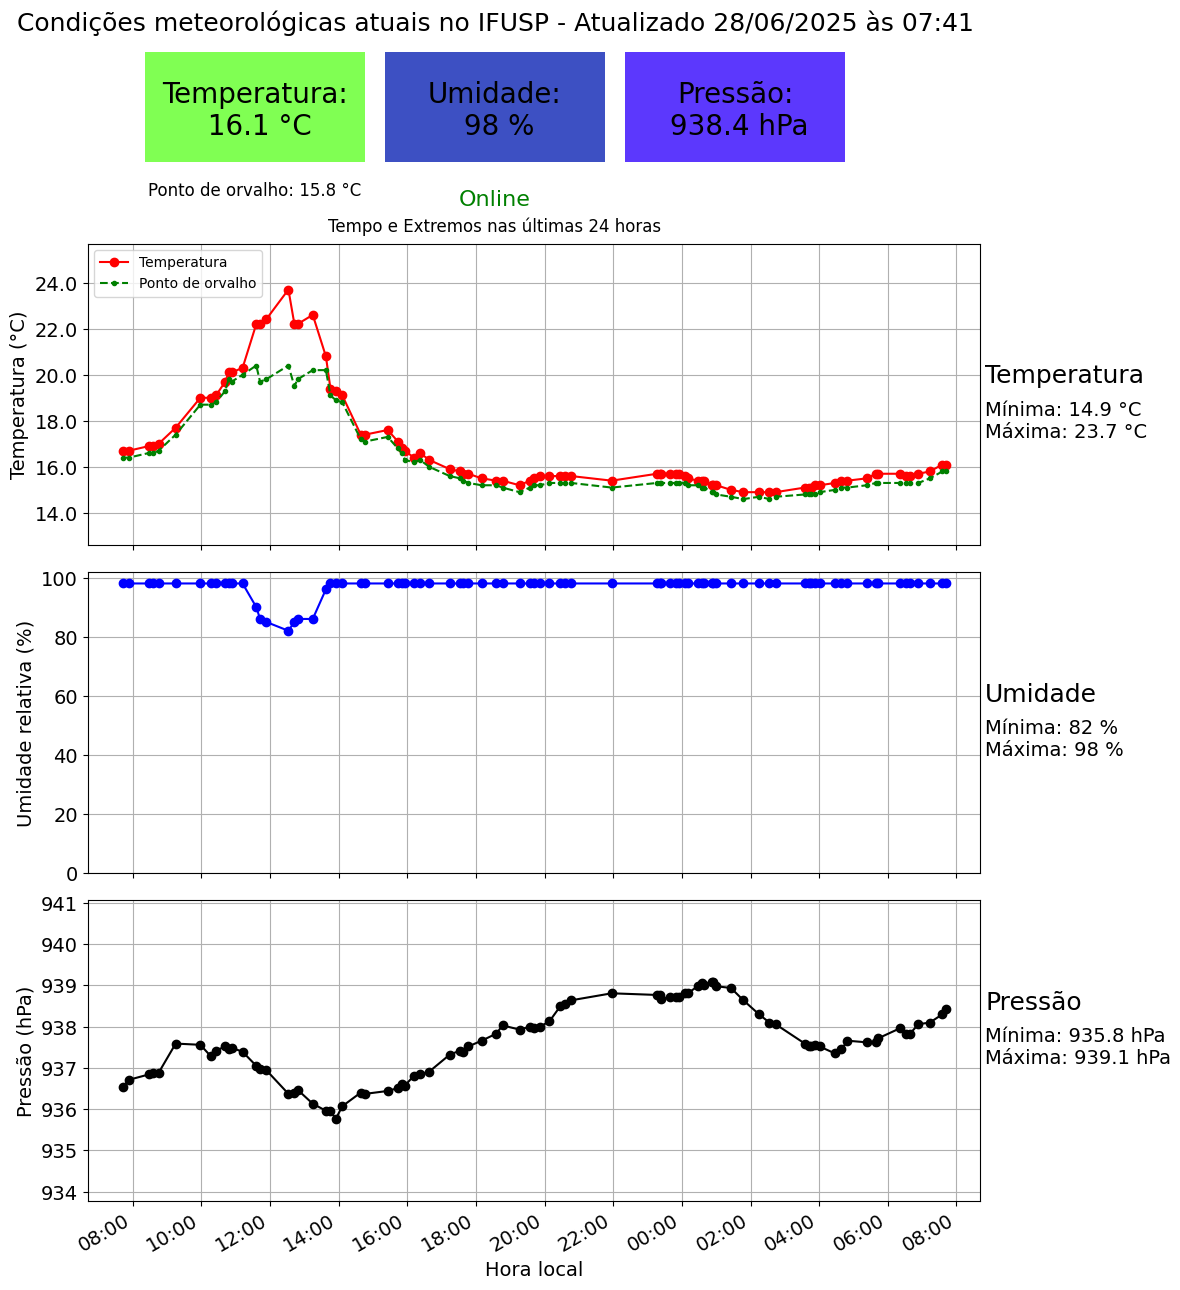 Condições meteorológicas atuais no IFUSP - Atualizado 28/06/2025 às 07:41
Temperatura:
16.1 °C
Umidade:
98 %
Pressão:
938.4 hPa
Ponto de orvalho: 15.8 °C
Online
Tempo e Extremos nas últimas 24 horas
Temperatura
Ponto de orvalho
Temperatura (°C)
24.0
22.0
20.0
18.0
16.0
14.0
Temperatura
Mínima: 14.9 °C
Máxima: 23.7 °C
Umidade relativa (%)
100
80
60
40
20
0
Umidade
Mínima: 82 %
Máxima: 98 %
Pressão (hPa)
941
940
939
938
937
936
935
934
Pressão
Mínima: 935.8 hPa
Máxima: 939.1 hPa
08:00 10:00 12:00 14:00 16:00 18:00 20:00 22:00 00:00 02:00 04:00 06:00 08:00
Hora local